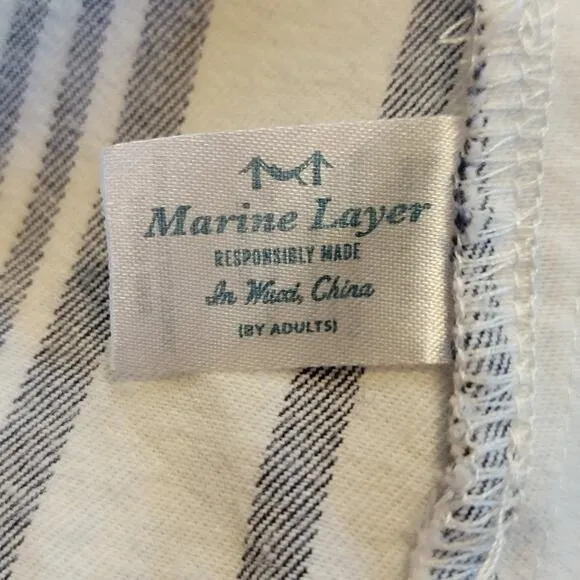 Marine Layer
RESPONSIBLY MADE
In Wuxi, China
(BY ADULTS)